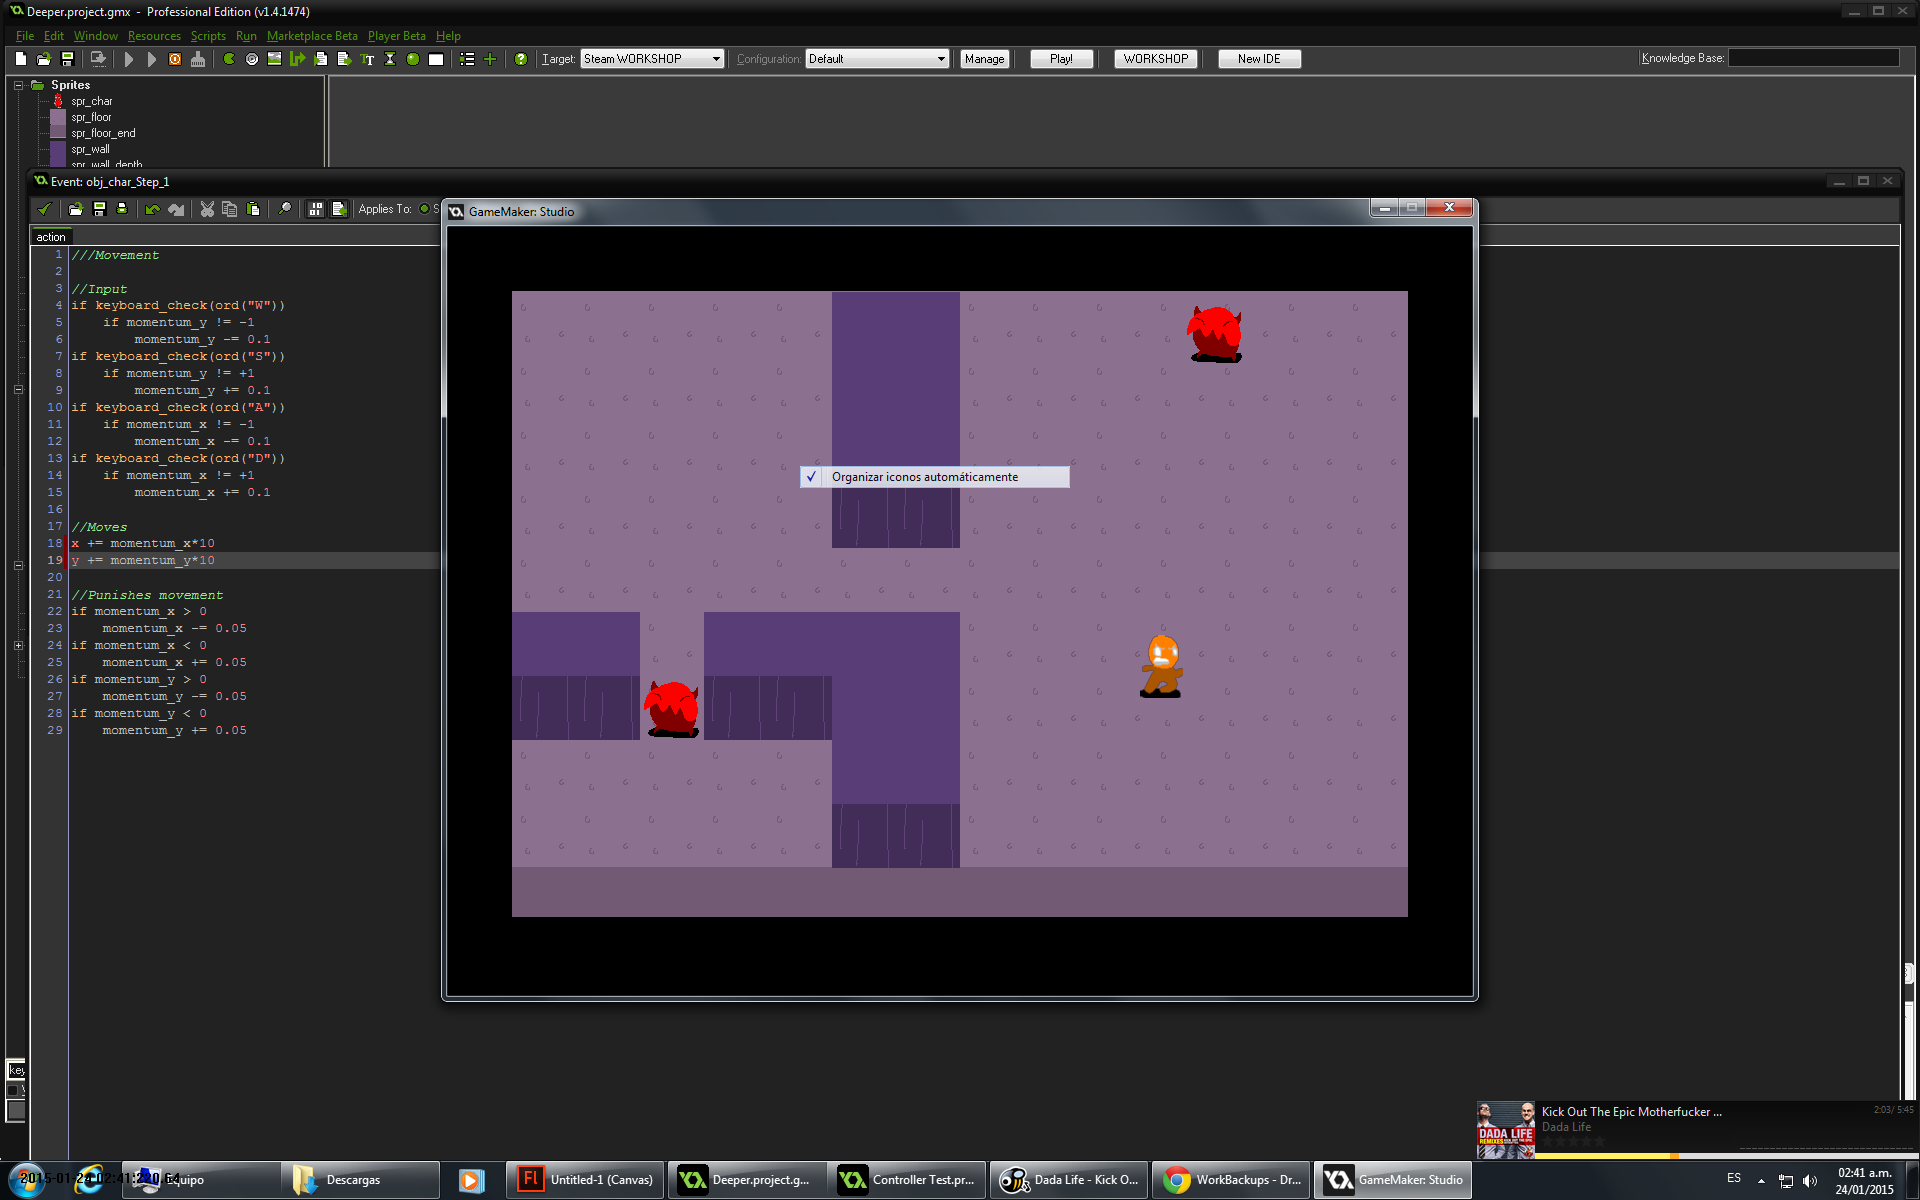 Deeper.project.gmx - Professional Edition (v1.4.1474)
File Edit Window Resources Scripts Run Marketplace Beta Player Beta Help
Target: Steam WORKSHOP Configuration: Default Manage Play! WORKSHOP New IDE Knowledge Base:
Sprites
spr_char
spr_floor
spr_floor_end
spr_wall
spr_wall_depth
Event: obj_char_Step_1
Applies To: S
GameMaker: Studio
action
1 ///Movement
2
3 //Input
4 if keyboard_check(ord("W"))
5 if momentum_y != -1
6 momentum_y -= 0.1
7 if keyboard_check(ord("S"))
8 if momentum_y != +1
9 momentum_y += 0.1
10 if keyboard_check(ord("A"))
11 if momentum_x != -1
12 momentum_x -= 0.1
13 if keyboard_check(ord("D"))
14 if momentum_x != +1
15 momentum_x += 0.1
16
17 //Moves
18 x += momentum_x*10
19 y += momentum_y*10
20
21 //Punishes movement
22 if momentum_x > 0
23 momentum_x -= 0.05
24 if momentum_x < 0
25 momentum_x += 0.05
26 if momentum_y > 0
27 momentum_y -= 0.05
28 if momentum_y < 0
29 momentum_y += 0.05
✓ Organizar iconos automáticamente
key
Kick Out The Epic Motherfucker ...
2:03/ 5:45
Dada Life
DADA LIFE
Equipo
Descargas
Fl Untitled-1 (Canvas)
Deeper.project.g...
Controller Test.pr...
Dada Life - Kick O...
WorkBackups - Dr...
GameMaker: Studio
ES
02:41 a.m.
24/01/2015